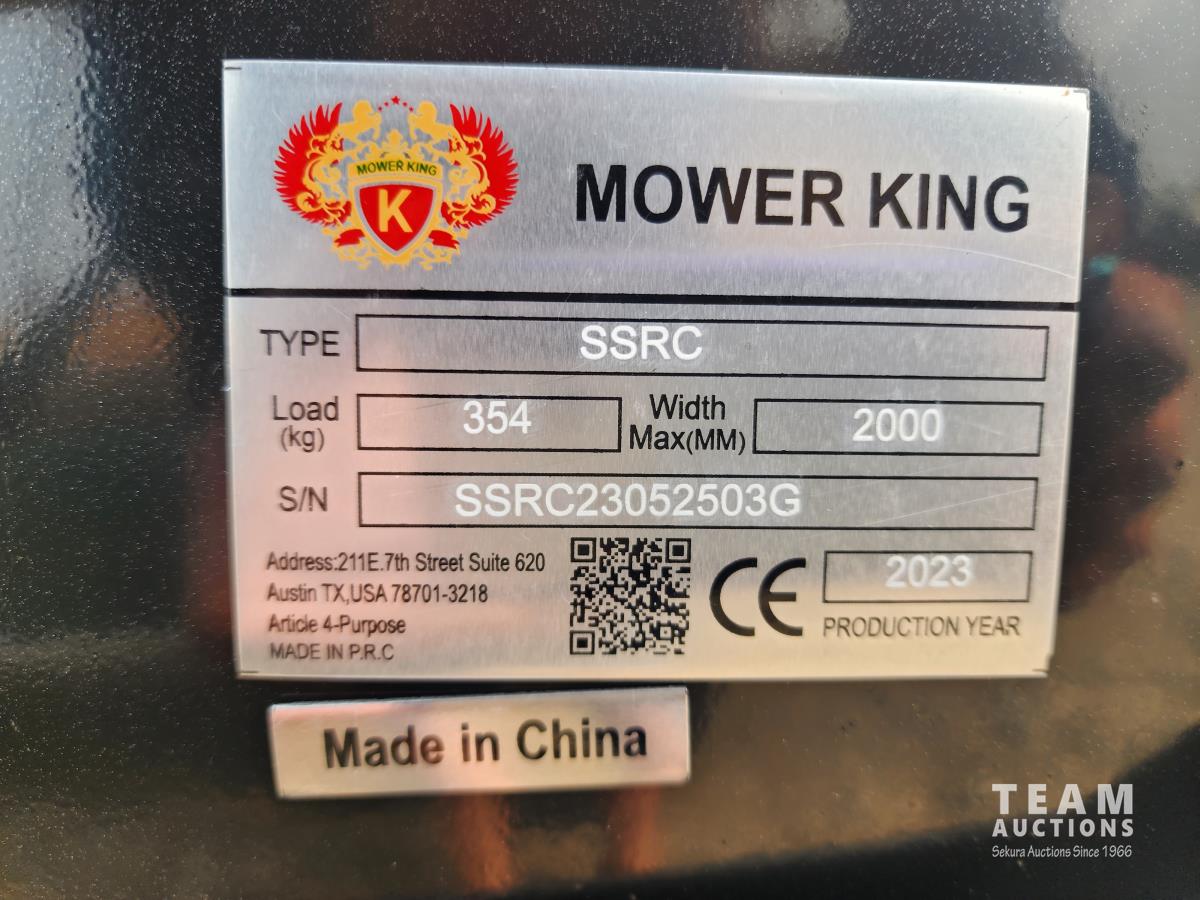 MOWER KING
K
MOWER KING
TYPE SSRC
Load (kg) 354 Width Max(MM) 2000
S/N SSRC23052503G
Address:211E.7th Street Suite 620
Austin TX,USA 78701-3218
Article 4-Purpose
MADE IN P.R.C
CE
2023
PRODUCTION YEAR
Made in China
TEAM
AUCTIONS
Sekura Auctions Since 1966